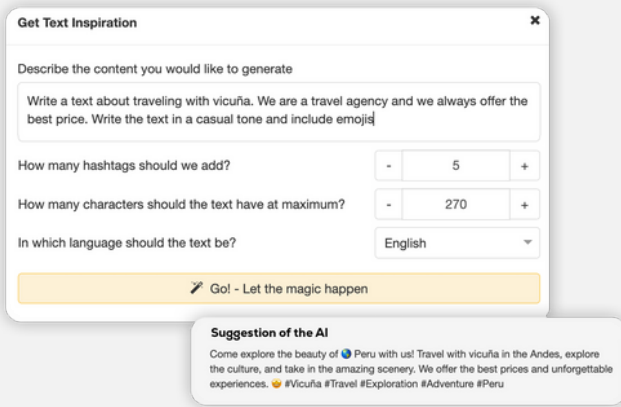 Get Text Inspiration ✖
Describe the content you would like to generate
Write a text about traveling with vicuña. We are a travel agency and we always offer the
best price. Write the text in a casual tone and include emojis
How many hashtags should we add? - 5 +
How many characters should the text have at maximum? - 270 +
In which language should the text be? English
Go! - Let the magic happen
Suggestion of the AI
Come explore the beauty of 🌎 Peru with us! Travel with vicuña in the Andes, explore
the culture, and take in the amazing scenery. We offer the best prices and unforgettable
experiences. 🤩 #Vicuña #Travel #Exploration #Adventure #Peru